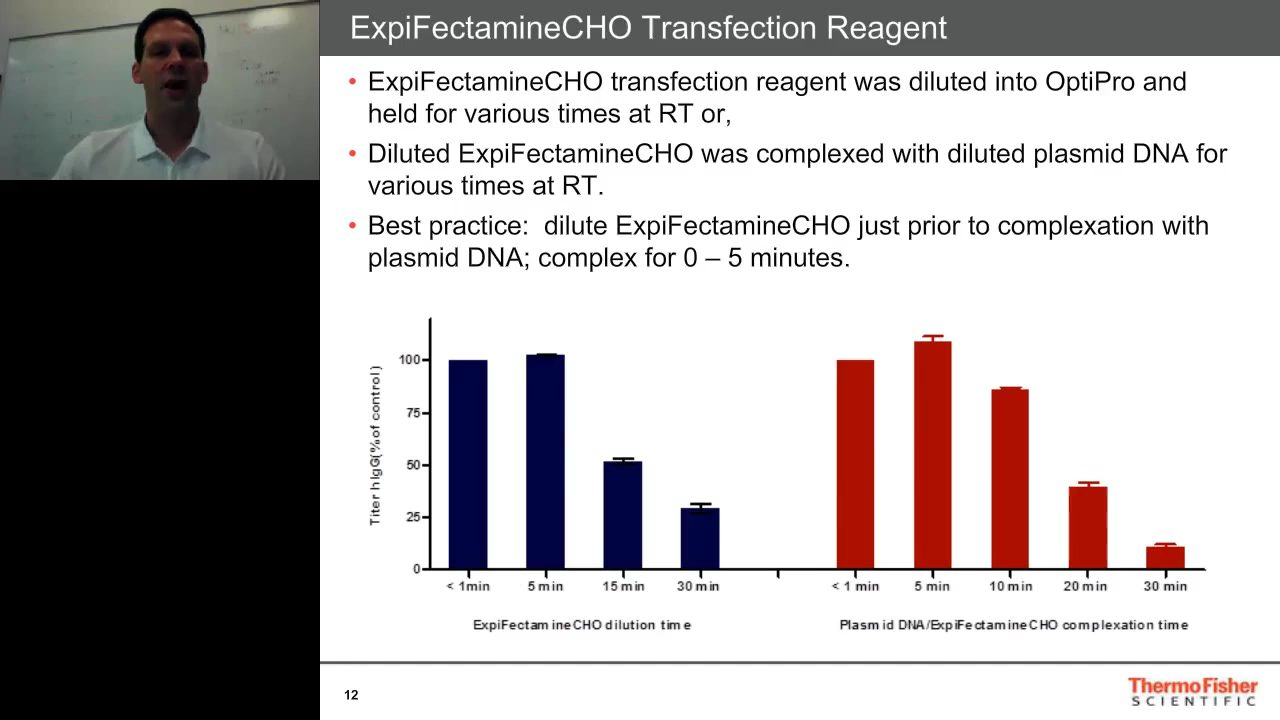 ExpiFectamineCHO Transfection Reagent
• ExpiFectamineCHO transfection reagent was diluted into OptiPro and
held for various times at RT or,
• Diluted ExpiFectamineCHO was complexed with diluted plasmid DNA for
various times at RT.
• Best practice:  dilute ExpiFectamineCHO just prior to complexation with
plasmid DNA; complex for 0 – 5 minutes.
Titer hIgG(% of control)
100
75
50
25
0
< 1min 5 min 15 min 30 min < 1 min 5 min 10 min 20 min 30 min
ExpiFectamineCHO dilution time
Plasmid DNA/ExpiFectamineCHO complexation time
12
ThermoFisher
SCIENTIFIC